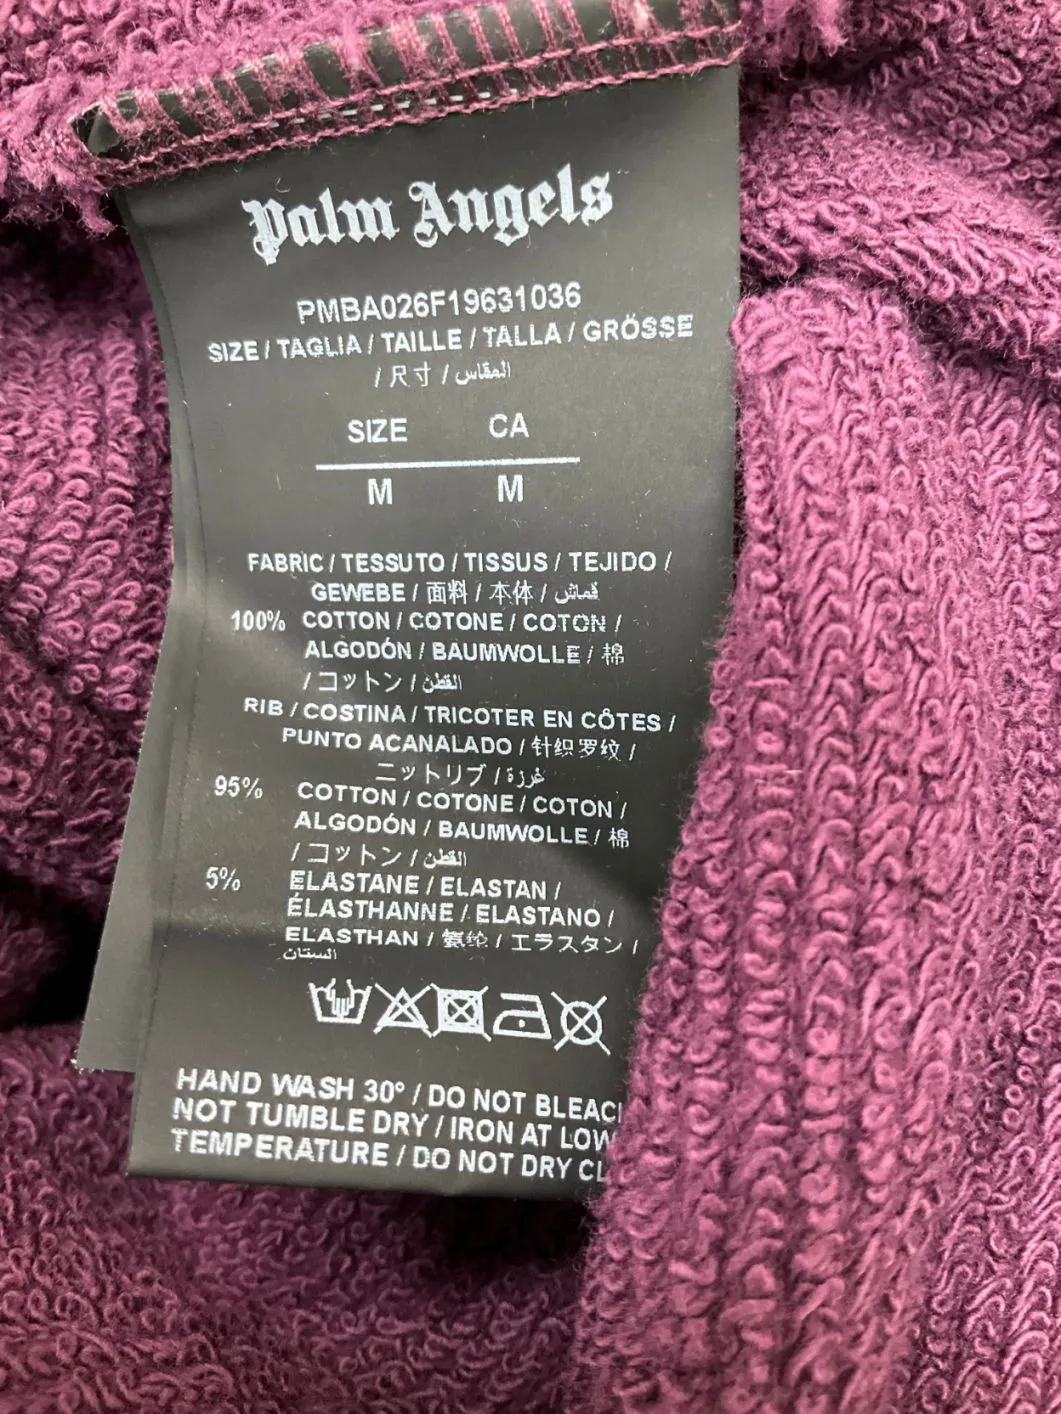 Palm Angels
PMBA026F19631036
SIZE / TAGLIA / TAILLE / TALLA / GRÖSSE
/ 尺寸 / المقاس
SIZE CA
M M
FABRIC / TESSUTO / TISSUS / TEJIDO /
GEWEBE / 面料 / 本体 / قماش
100% COTTON / COTONE / COTON /
ALGODÓN / BAUMWOLLE / 棉
/ コットン / القطن
RIB / COSTINA / TRICOTER EN CÔTES /
PUNTO ACANALADO / 针织罗纹 /
ニットリブ / غرزة
95% COTTON / COTONE / COTON /
ALGODÓN / BAUMWOLLE / 棉
/ コットン / القطن
5% ELASTANE / ELASTAN /
ÉLASTHANNE / ELASTANO /
ELASTHAN / 氨纶 / エラスタン /
الستان
HAND WASH 30° / DO NOT BLEAC
NOT TUMBLE DRY / IRON AT LOW
TEMPERATURE / DO NOT DRY CL